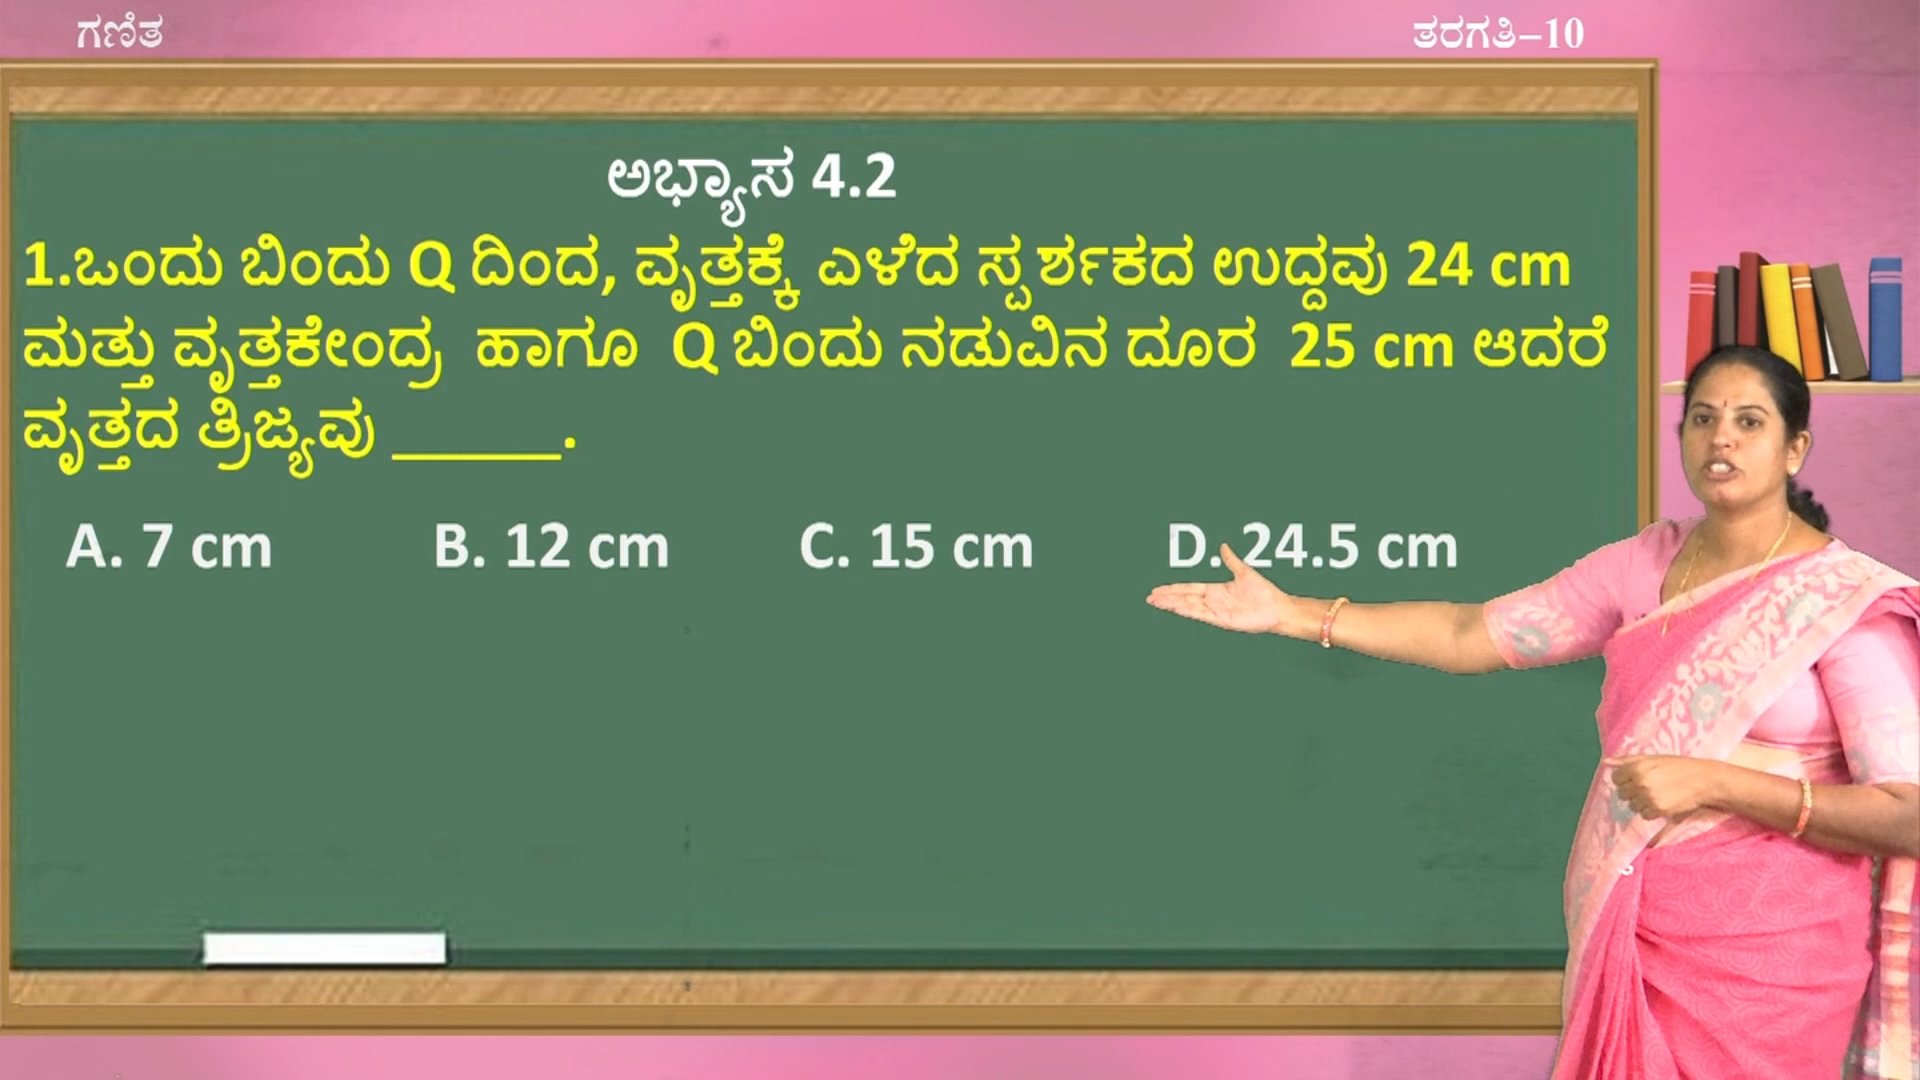 ಗಣಿತ
ತರಗತಿ–10
ಅಭ್ಯಾಸ 4.2
1.ಒಂದು ಬಿಂದು Q ದಿಂದ, ವೃತ್ತಕ್ಕೆ ಎಳೆದ ಸ್ಪರ್ಶಕದ ಉದ್ದವು 24 cm
ಮತ್ತು ವೃತ್ತಕೇಂದ್ರ ಹಾಗೂ Q ಬಿಂದು ನಡುವಿನ ದೂರ 25 cm ಆದರೆ
ವೃತ್ತದ ತ್ರಿಜ್ಯವು ______.
A. 7 cm B. 12 cm C. 15 cm D. 24.5 cm